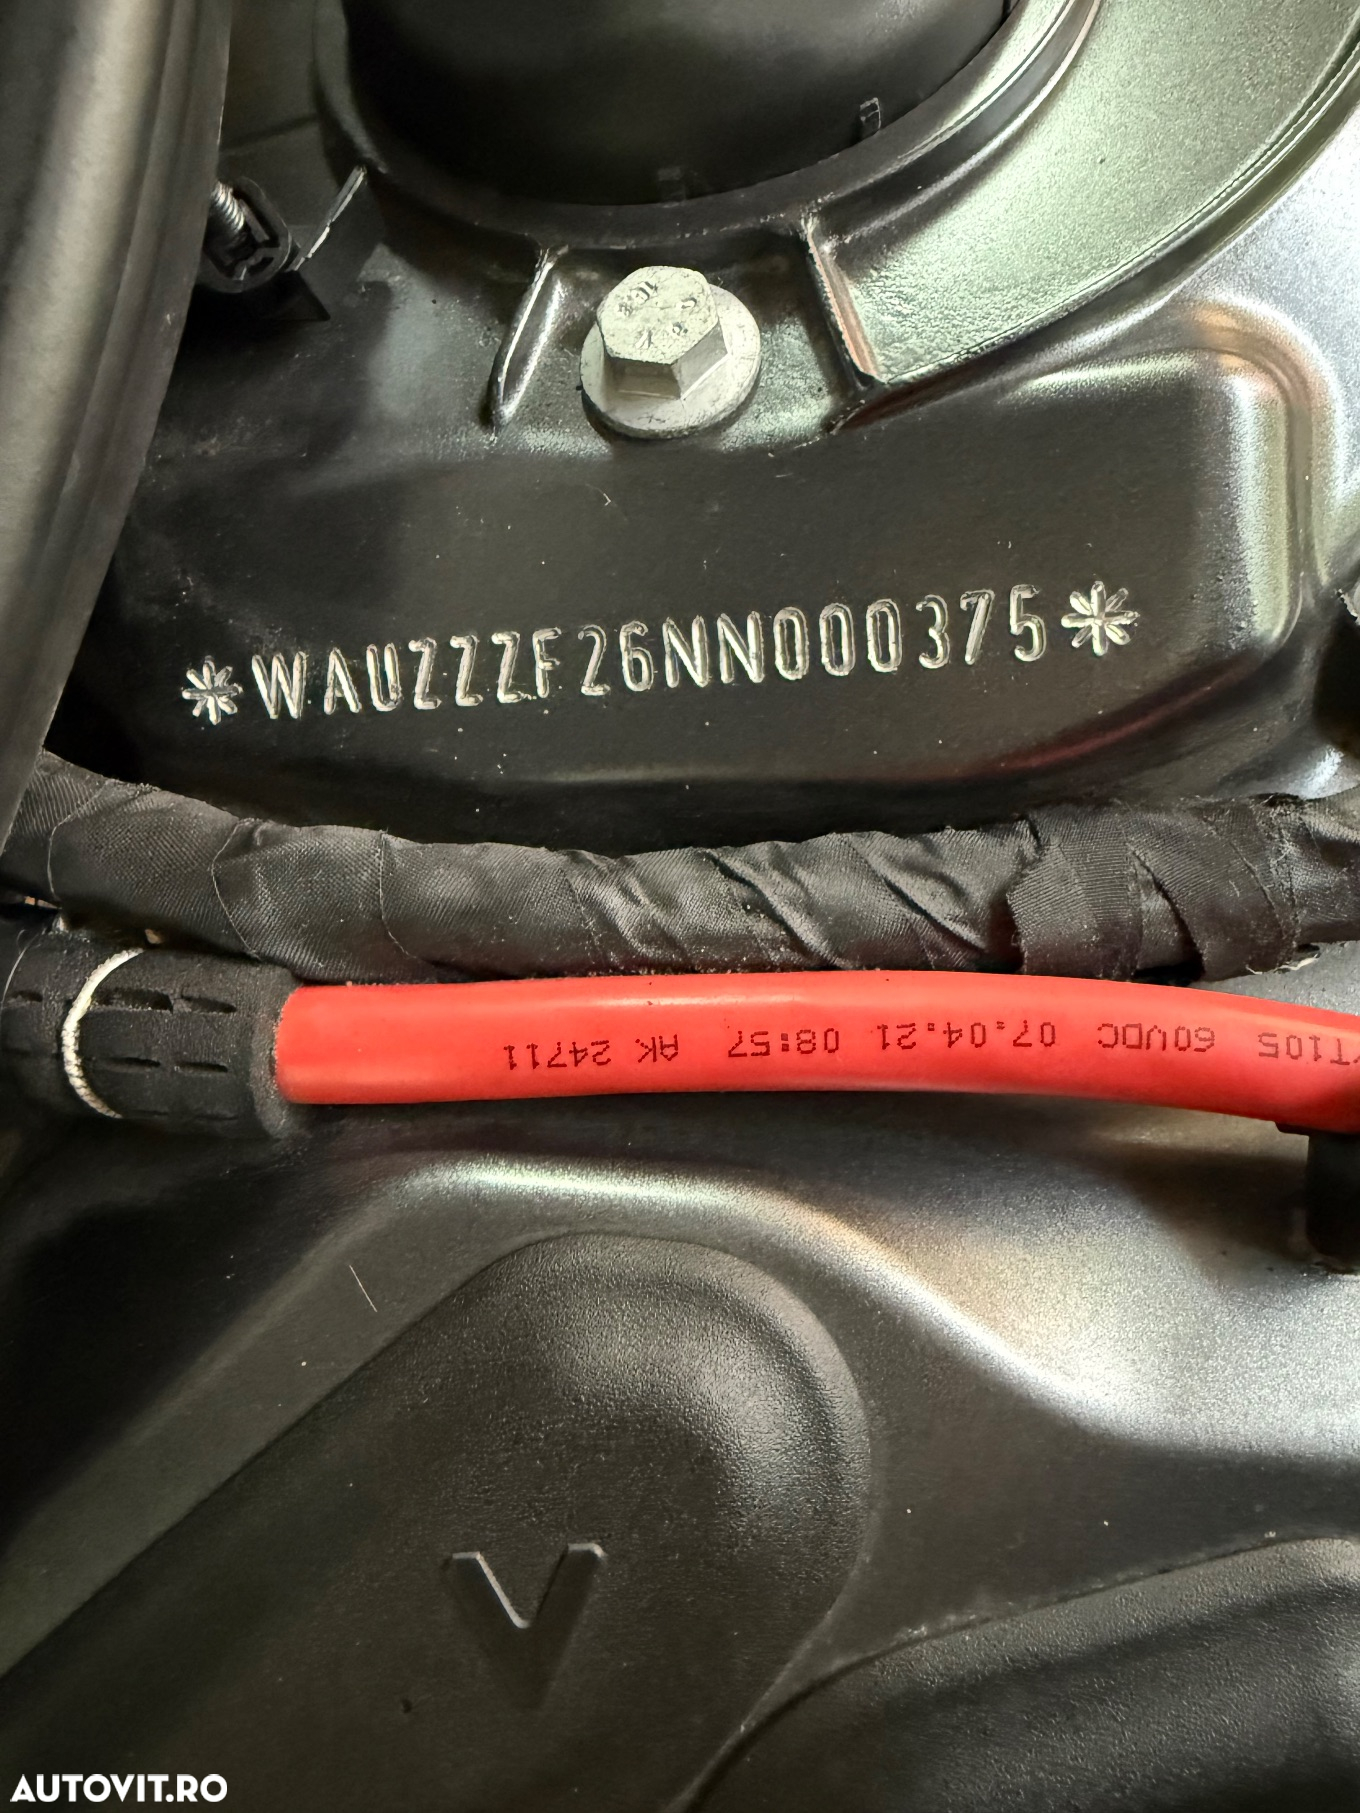 *WAUZZZF26NN000375*
T105 60VDC 07.04.21 08:57 AK 24711
V
AUTOVIT.RO